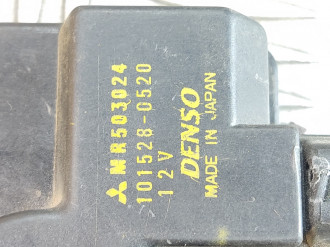 MR503024
101528-0520
12V
DENSO
MADE IN JAPAN